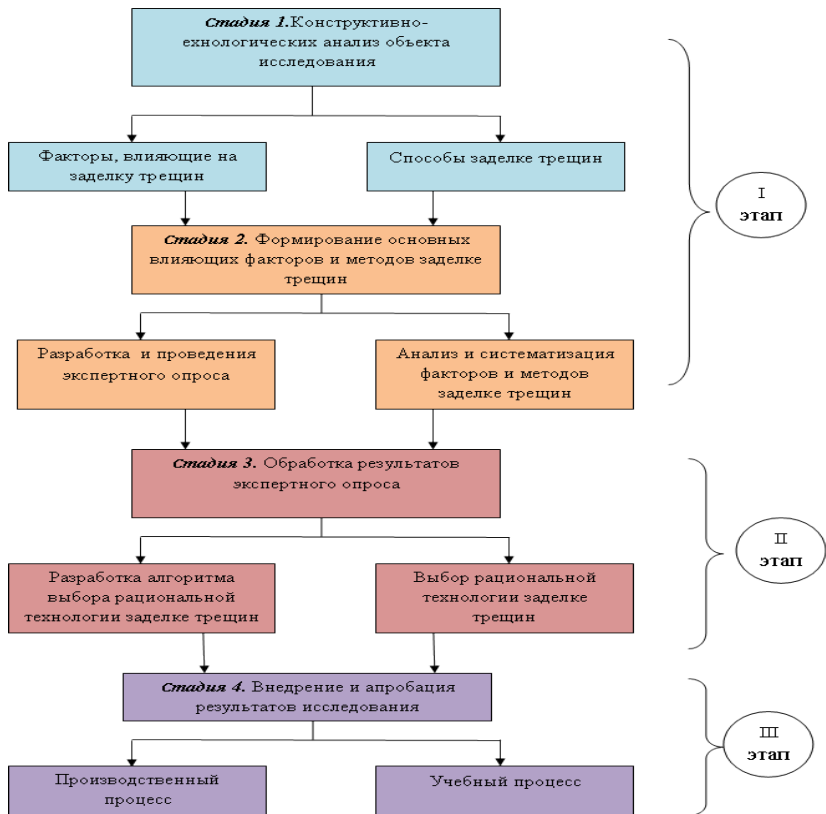 Стадия 1.Конструктивно-
ехнологических анализ объекта
исследования
Факторы, влияющие на
заделку трещин
Способы заделке трещин
I
этап
Стадия 2. Формирование основных
влияющих факторов и методов заделке
трещин
Разработка и проведения
экспертного опроса
Анализ и систематизация
факторов и методов
заделке трещин
Стадия 3. Обработка результатов
экспертного опроса
II
этап
Разработка алгоритма
выбора рациональной
технологии заделке трещин
Выбор рациональной
технологии заделке
трещин
Стадия 4. Внедрение и апробация
результатов исследования
III
этап
Производственный
процесс
Учебный процесс